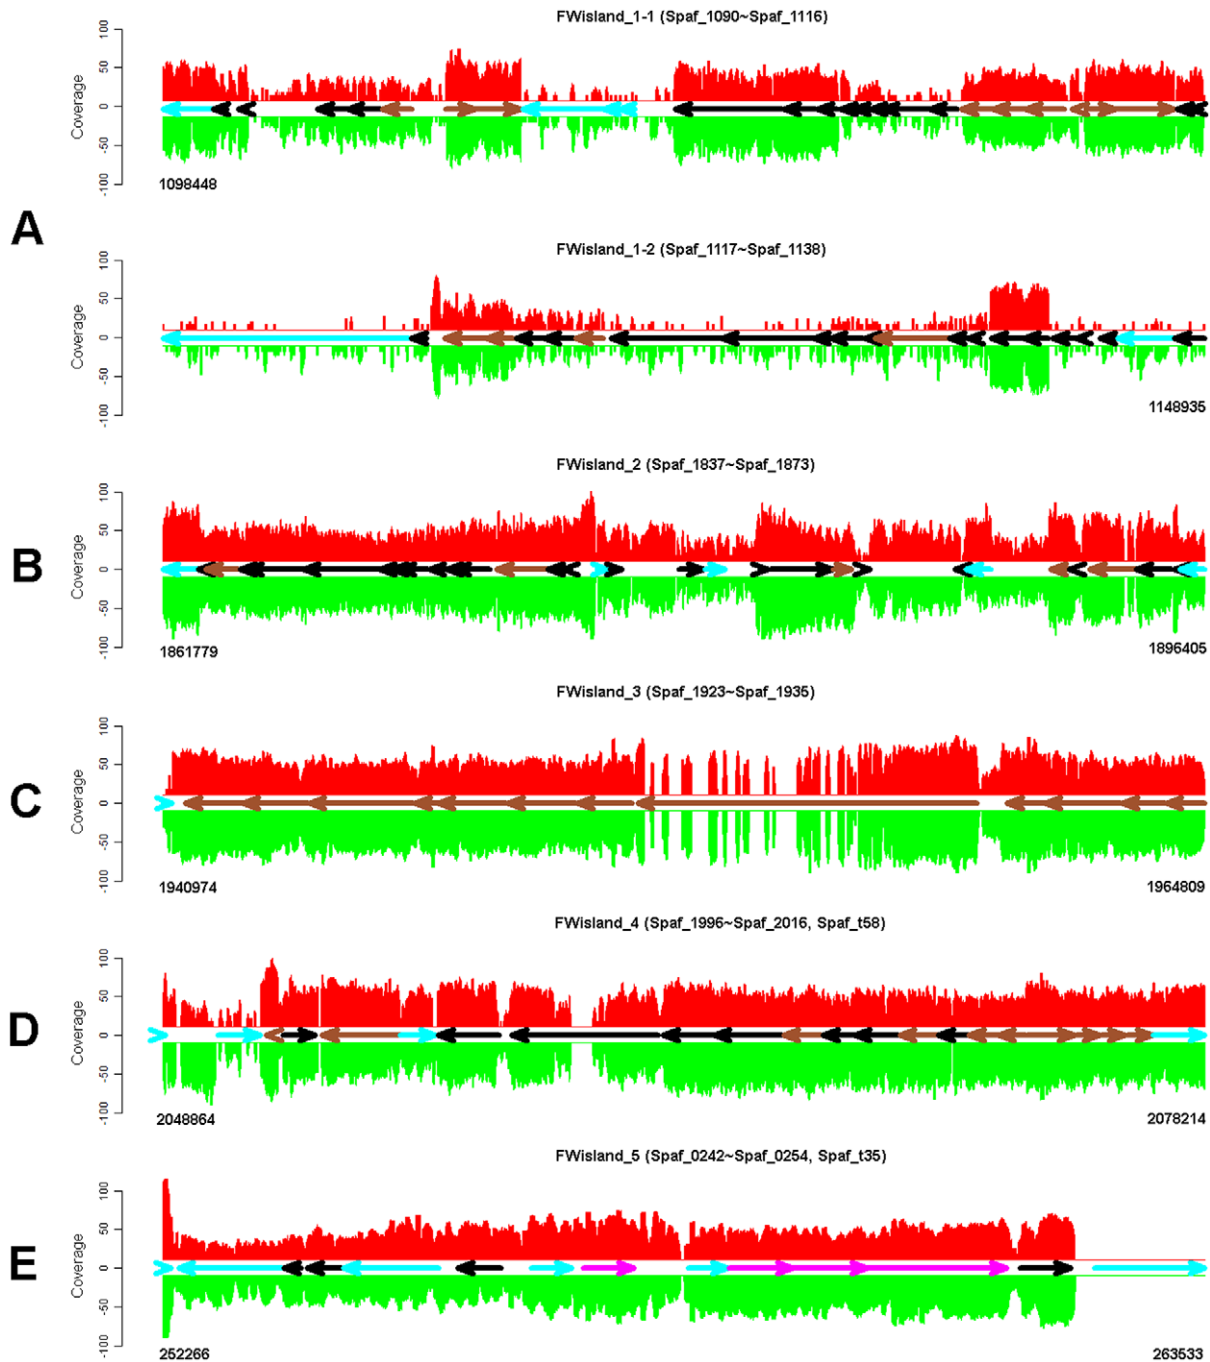 FWisland_1-1 (Spaf_1090~Spaf_1116)
Coverage
100
50
0
-50
-100
1098448
A
FWisland_1-2 (Spaf_1117~Spaf_1138)
Coverage
100
50
0
-50
-100
1148935
FWisland_2 (Spaf_1837~Spaf_1873)
B
Coverage
100
50
0
-50
-100
1861779
1896405
FWisland_3 (Spaf_1923~Spaf_1935)
C
Coverage
100
50
0
-50
-100
1940974
1964809
FWisland_4 (Spaf_1996~Spaf_2016, Spaf_t58)
D
Coverage
100
50
0
-50
-100
2048864
2078214
FWisland_5 (Spaf_0242~Spaf_0254, Spaf_t35)
E
Coverage
100
50
0
-50
-100
252266
263533